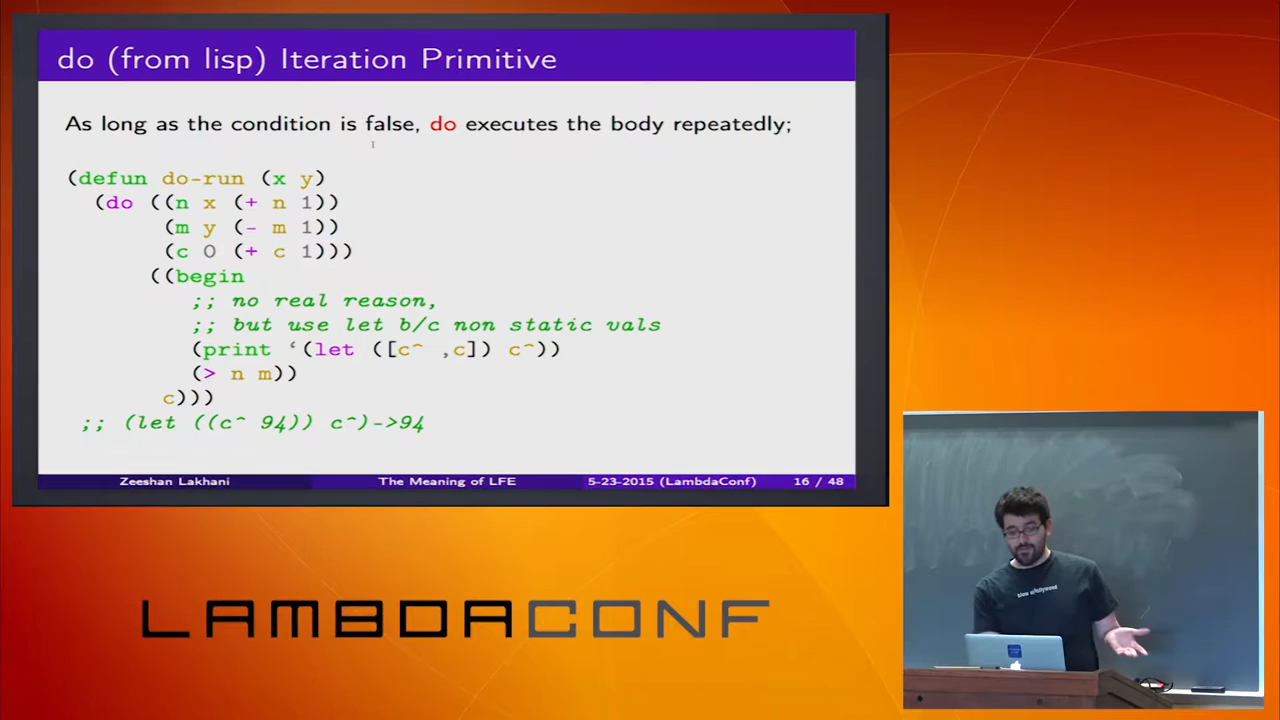 do (from lisp) Iteration Primitive
As long as the condition is false, do executes the body repeatedly;
(defun do-run (x y)
(do ((n x (+ n 1))
(m y (- m 1))
(c 0 (+ c 1)))
((begin
;; no real reason,
;; but use let b/c non static vals
(print ‘(let ([c^ ,c]) c^))
(> n m))
c)))
;; (let ((c^ 94)) c^)->94
Zeeshan Lakhani The Meaning of LFE 5-23-2015 (LambdaConf) 16 / 48
LAMBDACONF